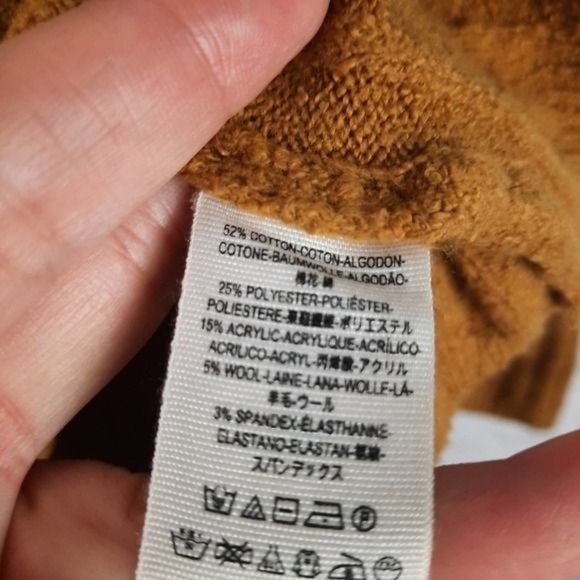 52% COTTON-COTON-ALGODON-
COTONE-BAUMWOLLE-ALGODÃO-
棉花 綿
25% POLYESTER-POLIÉSTER-
POLIESTERE-聚酯纖維-ポリエステル
15% ACRYLIC-ACRYLIQUE-ACRÍLICO-
ACRILICO-ACRYL-丙烯酸-アクリル
5% WOOL-LAINE-LANA-WOLLE-LÃ-
羊毛-ウール
3% SPANDEX-ÉLASTHANNE-
ELASTANO-ELASTAN-
スパンデックス